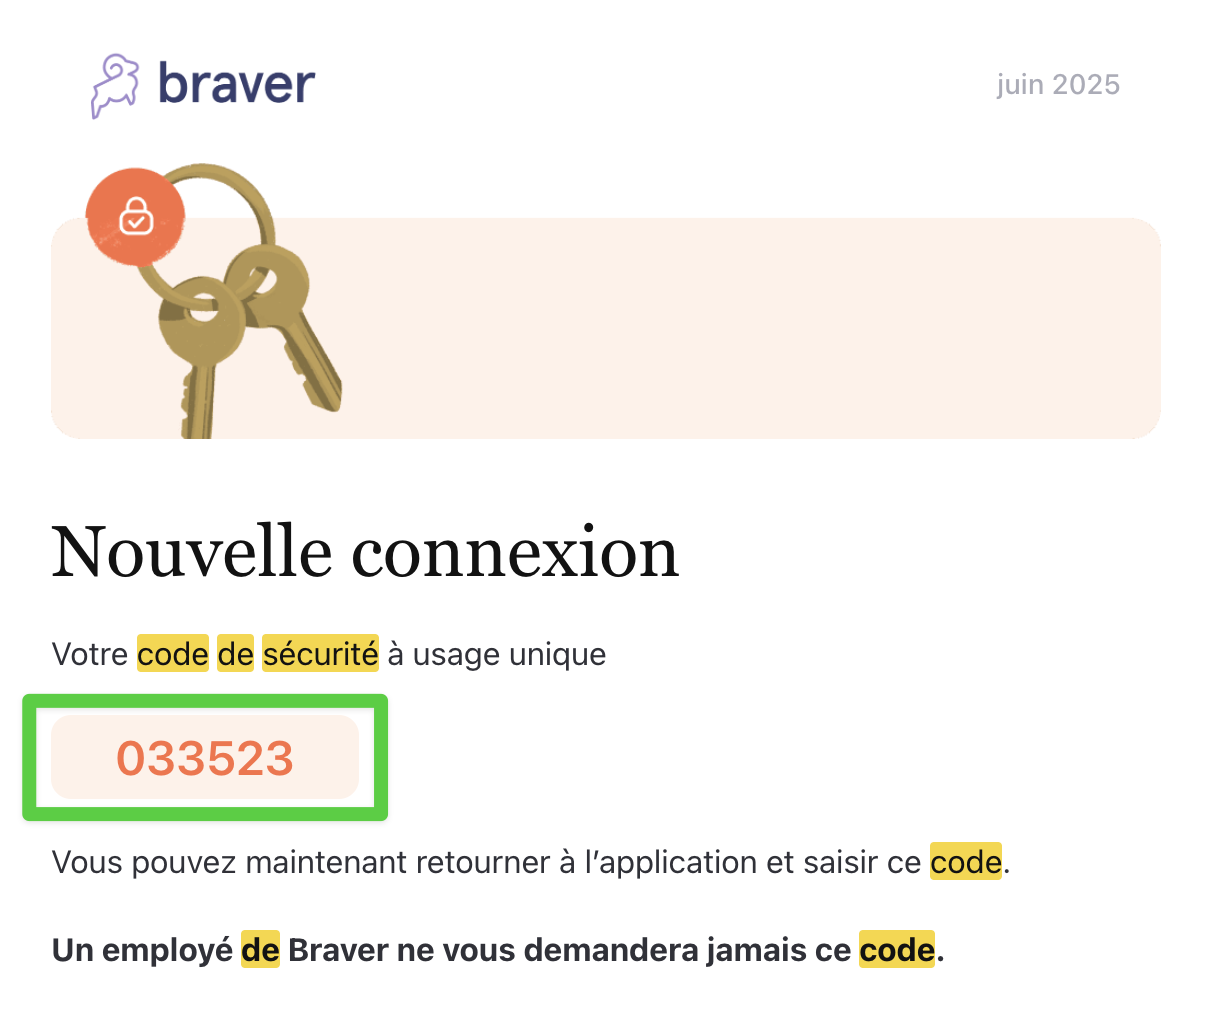 braver
juin 2025
Nouvelle connexion
Votre code de sécurité à usage unique
033523
Vous pouvez maintenant retourner à l’application et saisir ce code.
Un employé de Braver ne vous demandera jamais ce code.